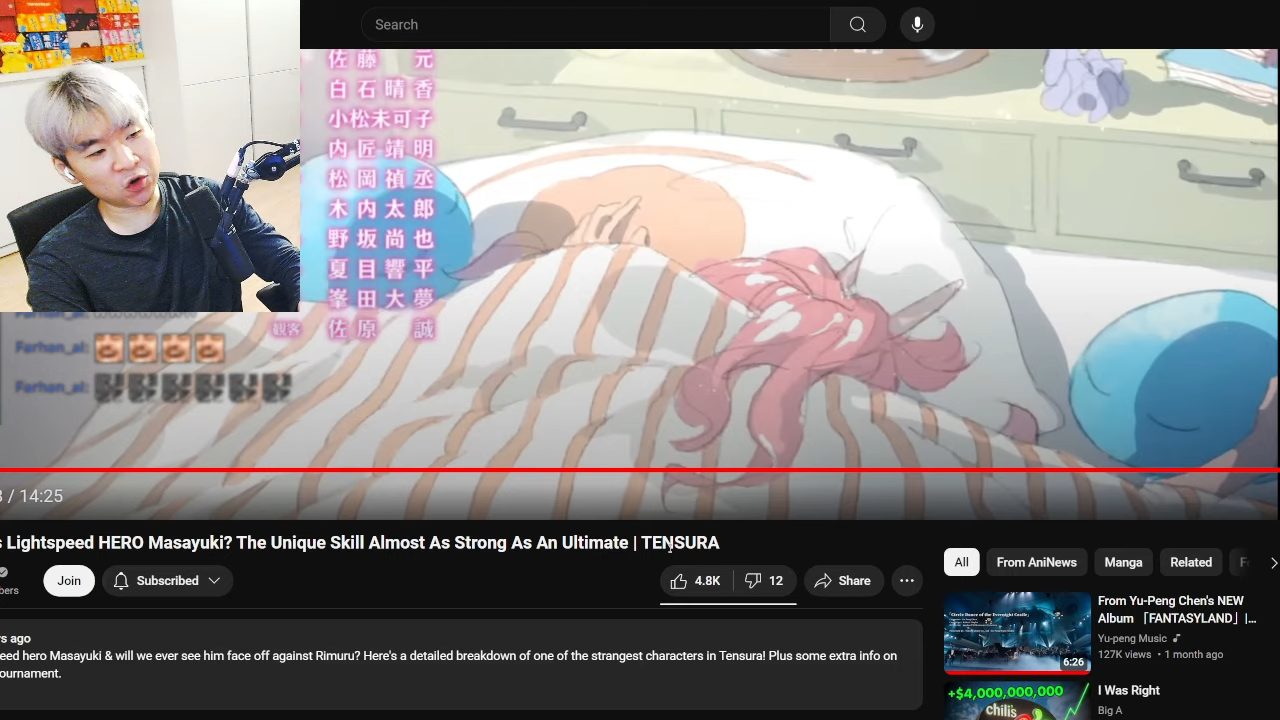 Search
佐藤 元
白石晴香
小松未可子
内匠靖明
松岡禎丞
木内太郎
野坂尚也
夏目響平
峯田大夢
観客 佐原 誠
Farhan_al:
Farhan_al:
Farhan_al:
/ 14:25
Lightspeed HERO Masayuki? The Unique Skill Almost As Strong As An Ultimate | TENSURA
Join
Subscribed
4.8K
12
Share
s ago
eed hero Masayuki & will we ever see him face off against Rimuru? Here's a detailed breakdown of one of the strangest characters in Tensura! Plus some extra info on
ournament.
All
From AniNews
Manga
Related
From Yu-Peng Chen's NEW
Album 「FANTASYLAND」 |...
Yu-peng Music
127K views • 1 month ago
6:26
+$4,000,000,000
chili's
I Was Right
Big A